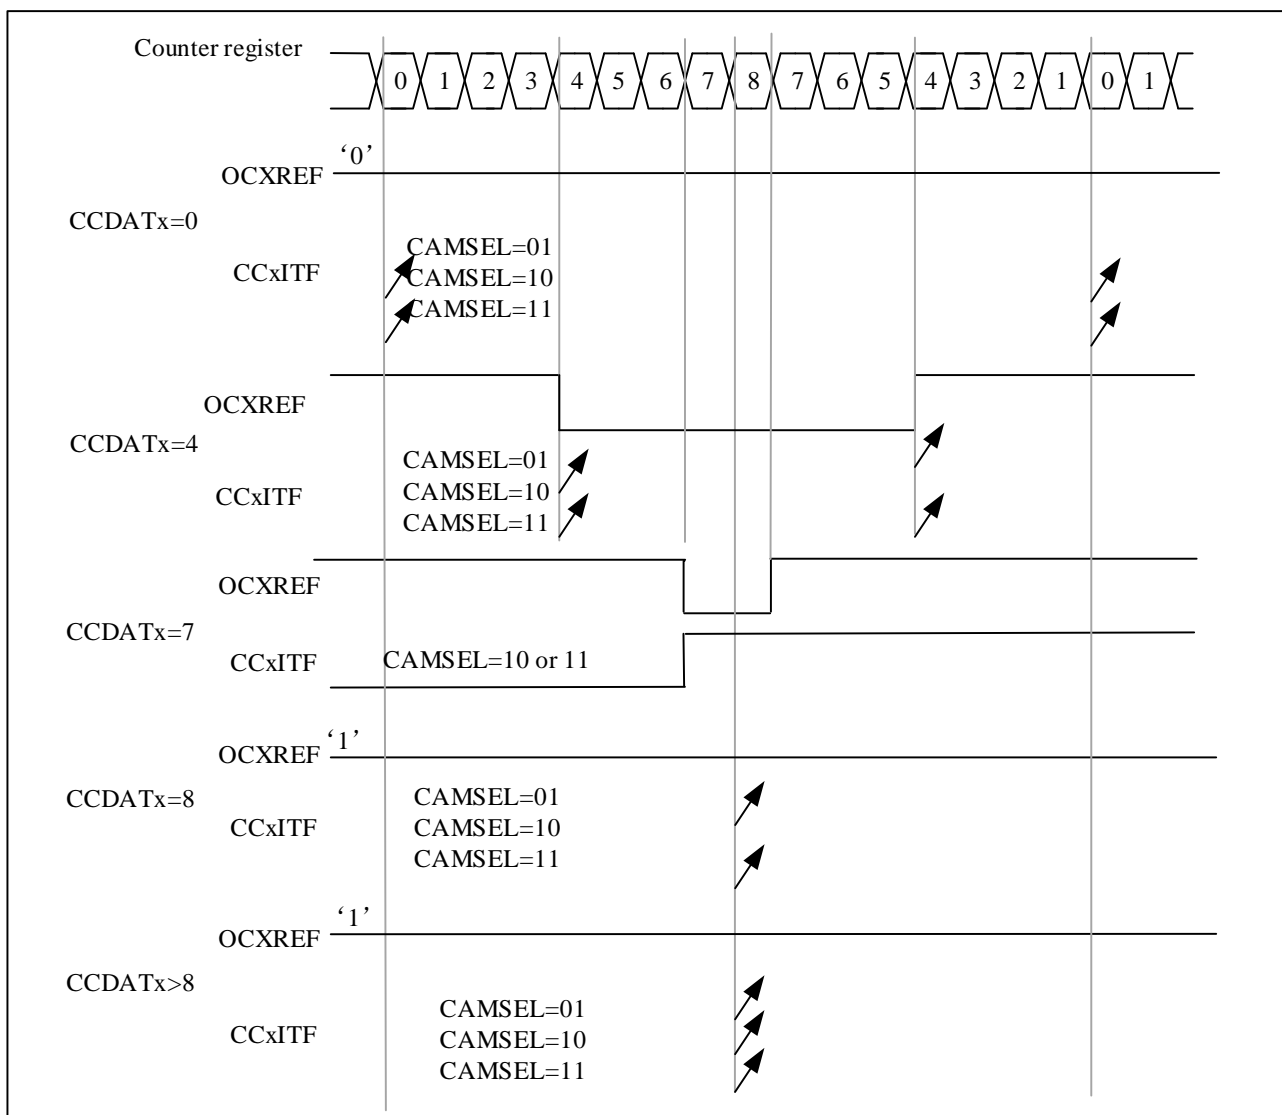 Counter register
0 1 2 3 4 5 6 7 8 7 6 5 4 3 2 1 0 1
‘0’
OCXREF
CCDATx=0
CAMSEL=01
CCxITF
CAMSEL=10
CAMSEL=11
OCXREF
CCDATx=4
CAMSEL=01
CCxITF
CAMSEL=10
CAMSEL=11
OCXREF
CCDATx=7
CCxITF
CAMSEL=10 or 11
‘1’
OCXREF
CCDATx=8
CAMSEL=01
CCxITF
CAMSEL=10
CAMSEL=11
‘1’
OCXREF
CCDATx>8
CAMSEL=01
CCxITF
CAMSEL=10
CAMSEL=11